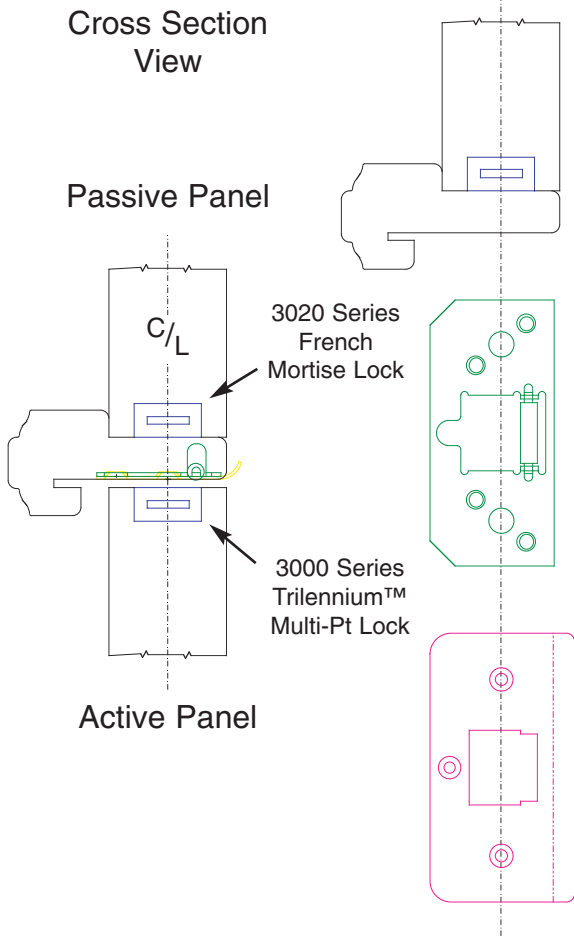 Cross Section
View
Passive Panel
C/L
3020 Series
French
Mortise Lock
3000 Series
Trilennium™
Multi-Pt Lock
Active Panel